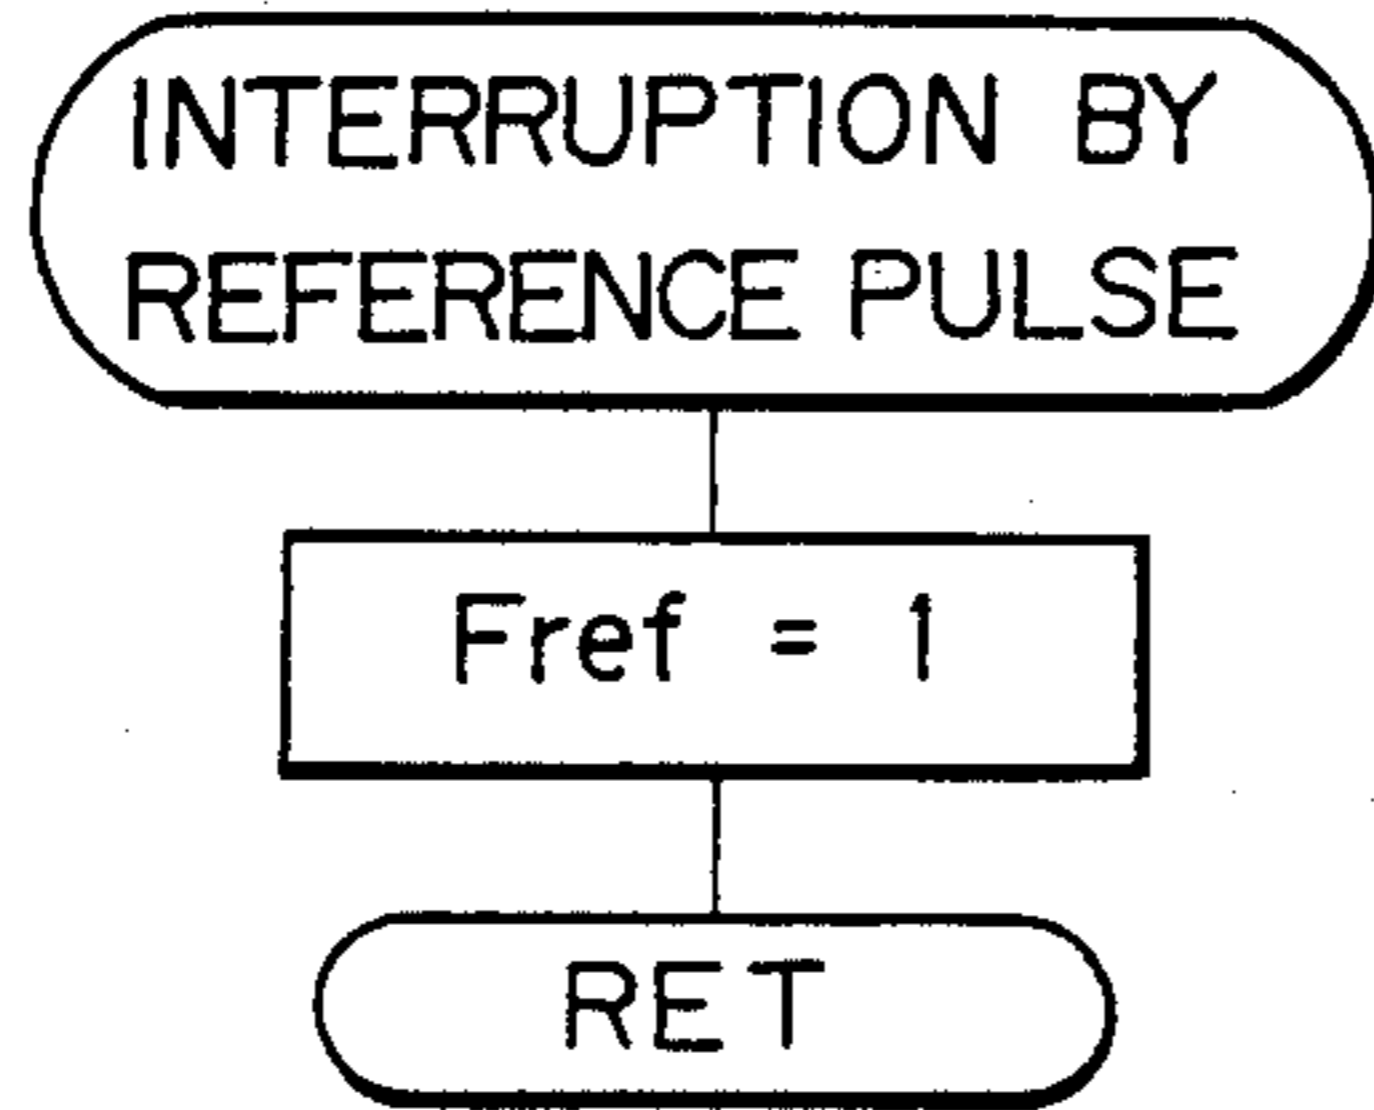 INTERRUPTION BY
REFERENCE PULSE
Fref = 1
RET